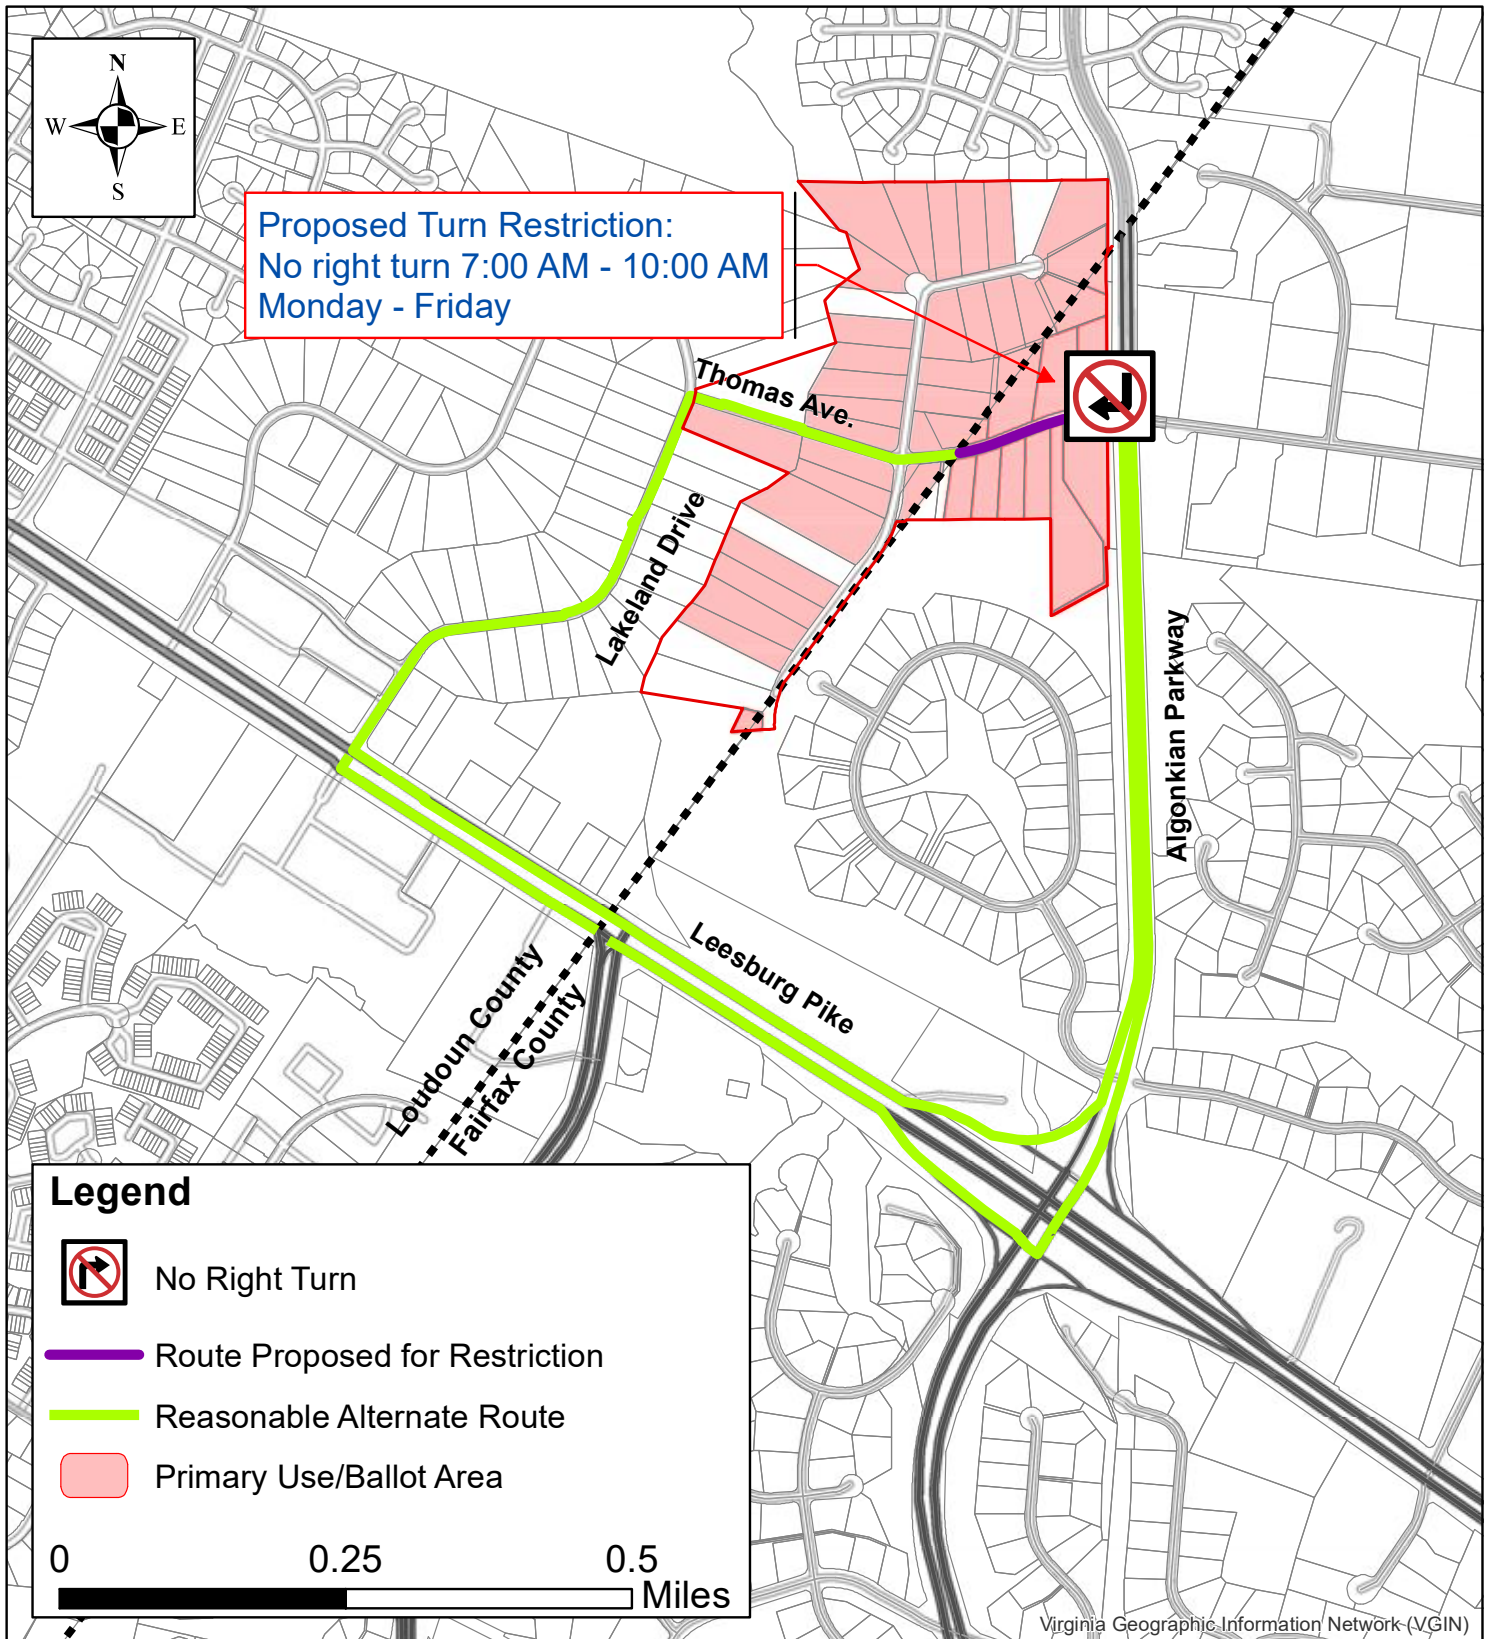 N
W E
S
Proposed Turn Restriction:
No right turn 7:00 AM - 10:00 AM
Monday - Friday
Thomas Ave.
Lakeland Drive
Algonkian Parkway
Leesburg Pike
Loudoun County
Fairfax County
Legend
No Right Turn
Route Proposed for Restriction
Reasonable Alternate Route
Primary Use/Ballot Area
0 0.25 0.5
Miles
Virginia Geographic Information Network (VGIN)